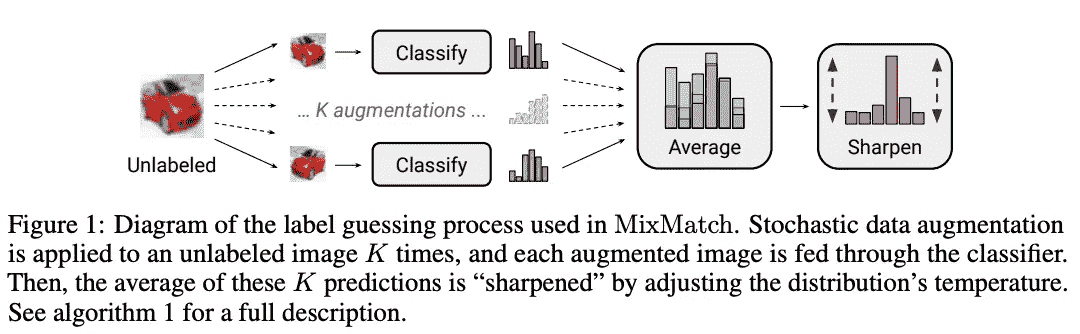 Classify
... K augmentations ...
Unlabeled
Classify
Average
Sharpen
Figure 1: Diagram of the label guessing process used in MixMatch. Stochastic data augmentation
is applied to an unlabeled image K times, and each augmented image is fed through the classifier.
Then, the average of these K predictions is “sharpened” by adjusting the distribution’s temperature.
See algorithm 1 for a full description.